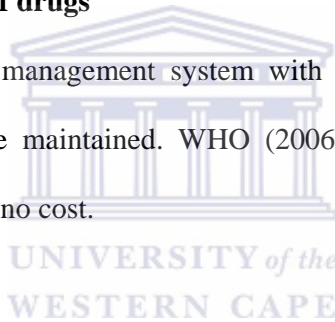 drugs
management system with
maintained. WHO (2006
no cost.
UNIVERSITY of the
WESTERN CAPE